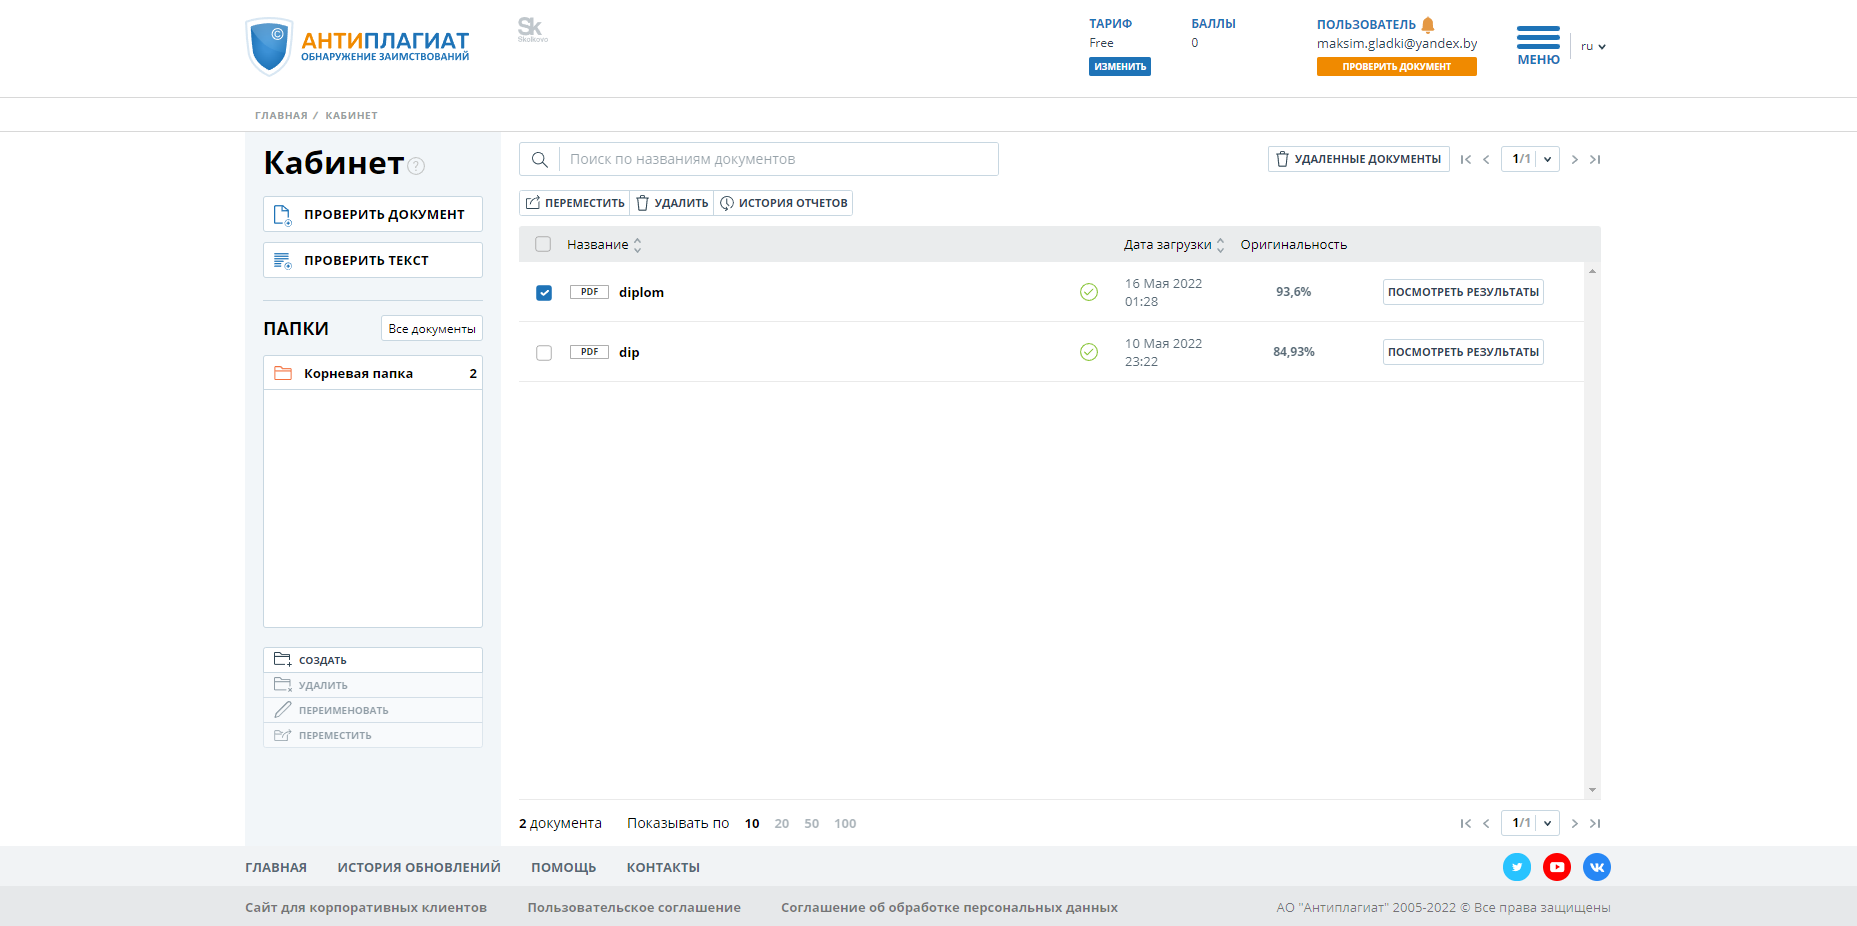 ©
АНТИПЛАГИАТ
ОБНАРУЖЕНИЕ ЗАИМСТВОВАНИЙ
Sk
Skolkovo
ТАРИФ
Free
ИЗМЕНИТЬ
БАЛЛЫ
0
ПОЛЬЗОВАТЕЛЬ
maksim.gladki@yandex.by
ПРОВЕРИТЬ ДОКУМЕНТ
МЕНЮ
ru
ГЛАВНАЯ / КАБИНЕТ
Кабинет ?
ПРОВЕРИТЬ ДОКУМЕНТ
ПРОВЕРИТЬ ТЕКСТ
ПАПКИ
Все документы
Корневая папка 2
СОЗДАТЬ
УДАЛИТЬ
ПЕРЕИМЕНОВАТЬ
ПЕРЕМЕСТИТЬ
Поиск по названиям документов
УДАЛЕННЫЕ ДОКУМЕНТЫ
1/1
ПЕРЕМЕСТИТЬ
УДАЛИТЬ
ИСТОРИЯ ОТЧЕТОВ
Название Дата загрузки Оригинальность
PDF diplom 16 Мая 2022 93,6% ПОСМОТРЕТЬ РЕЗУЛЬТАТЫ
01:28
PDF dip 10 Мая 2022 84,93% ПОСМОТРЕТЬ РЕЗУЛЬТАТЫ
23:22
2 документа Показывать по 10 20 50 100
1/1
ГЛАВНАЯ ИСТОРИЯ ОБНОВЛЕНИЙ ПОМОЩЬ КОНТАКТЫ
Сайт для корпоративных клиентов Пользовательское соглашение Соглашение об обработке персональных данных АО "Антиплагиат" 2005-2022 © Все права защищены